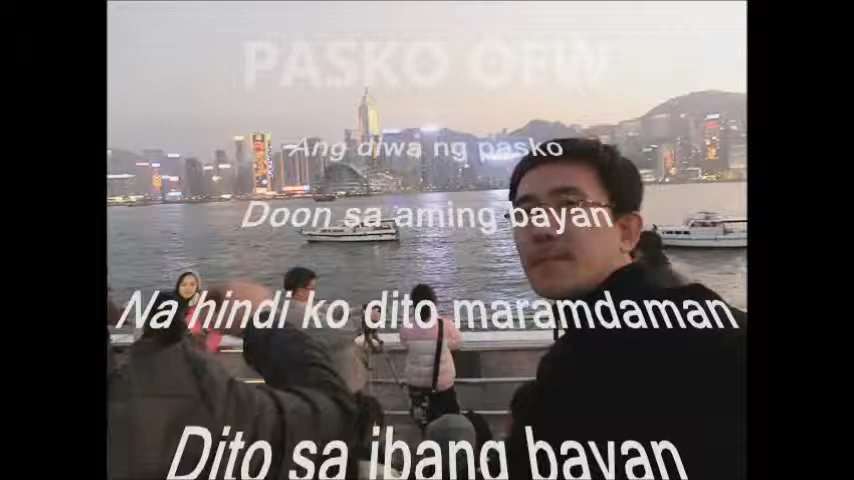 PASKO OFW
Ang diwa ng pasko
Doon sa aming bayan
Na hindi ko dito maramdaman
Dito sa ibang bayan